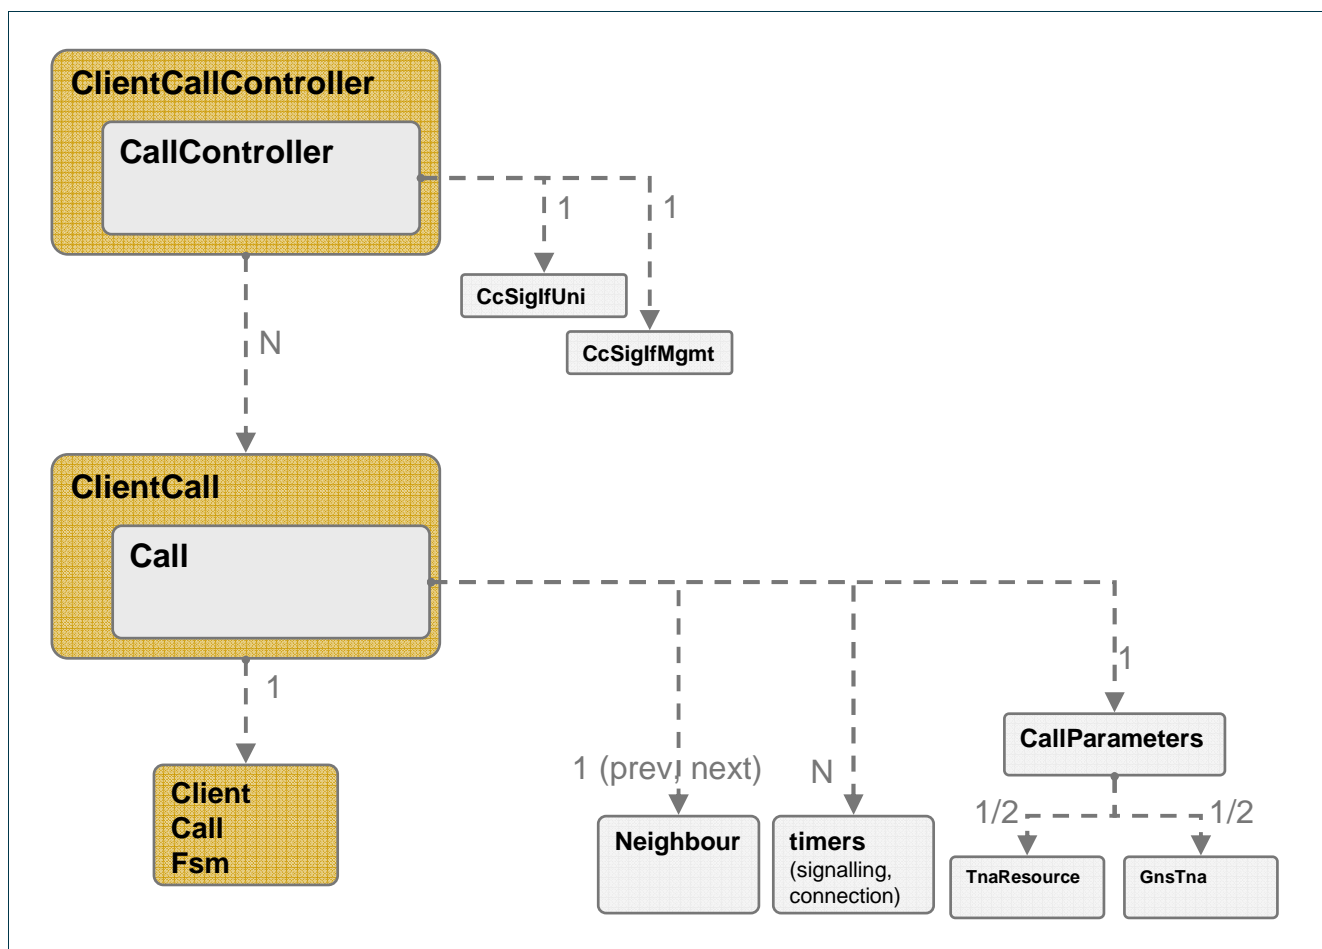 ClientCallController
CallController
1
1
CcSigIfUni
CcSigIfMgmt
N
ClientCall
Call
1
1
1 (prev, next)
N
CallParameters
Client
Call
Fsm
Neighbour
timers
(signalling,
connection)
1/2
1/2
TnaResource
GnsTna